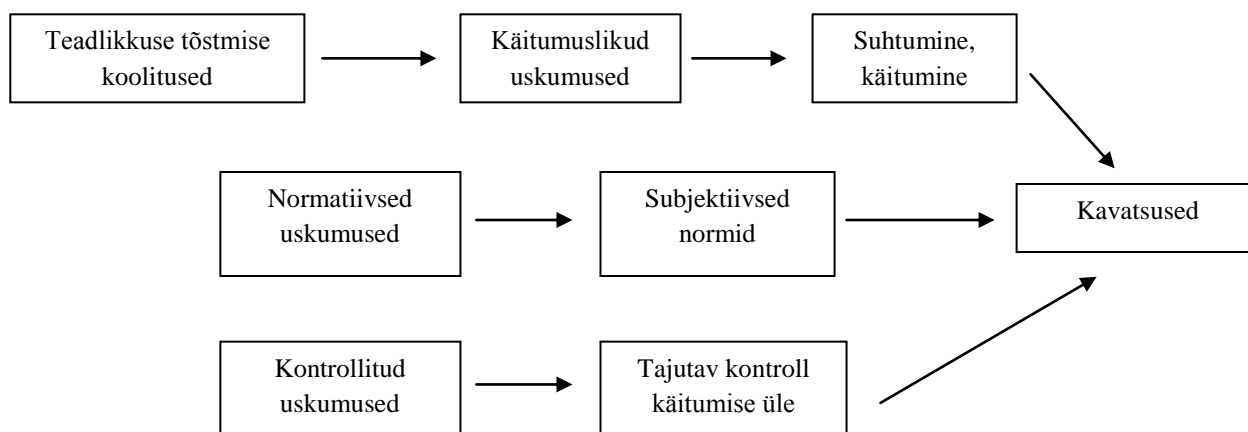 Teadlikkuse tõstmise
koolitused
Käitumuslikud
uskumused
Suhtumine,
käitumine
Normatiivsed
uskumused
Subjektiivsed
normid
Kavatsused
Kontrollitud
uskumused
Tajutav kontroll
käitumise üle